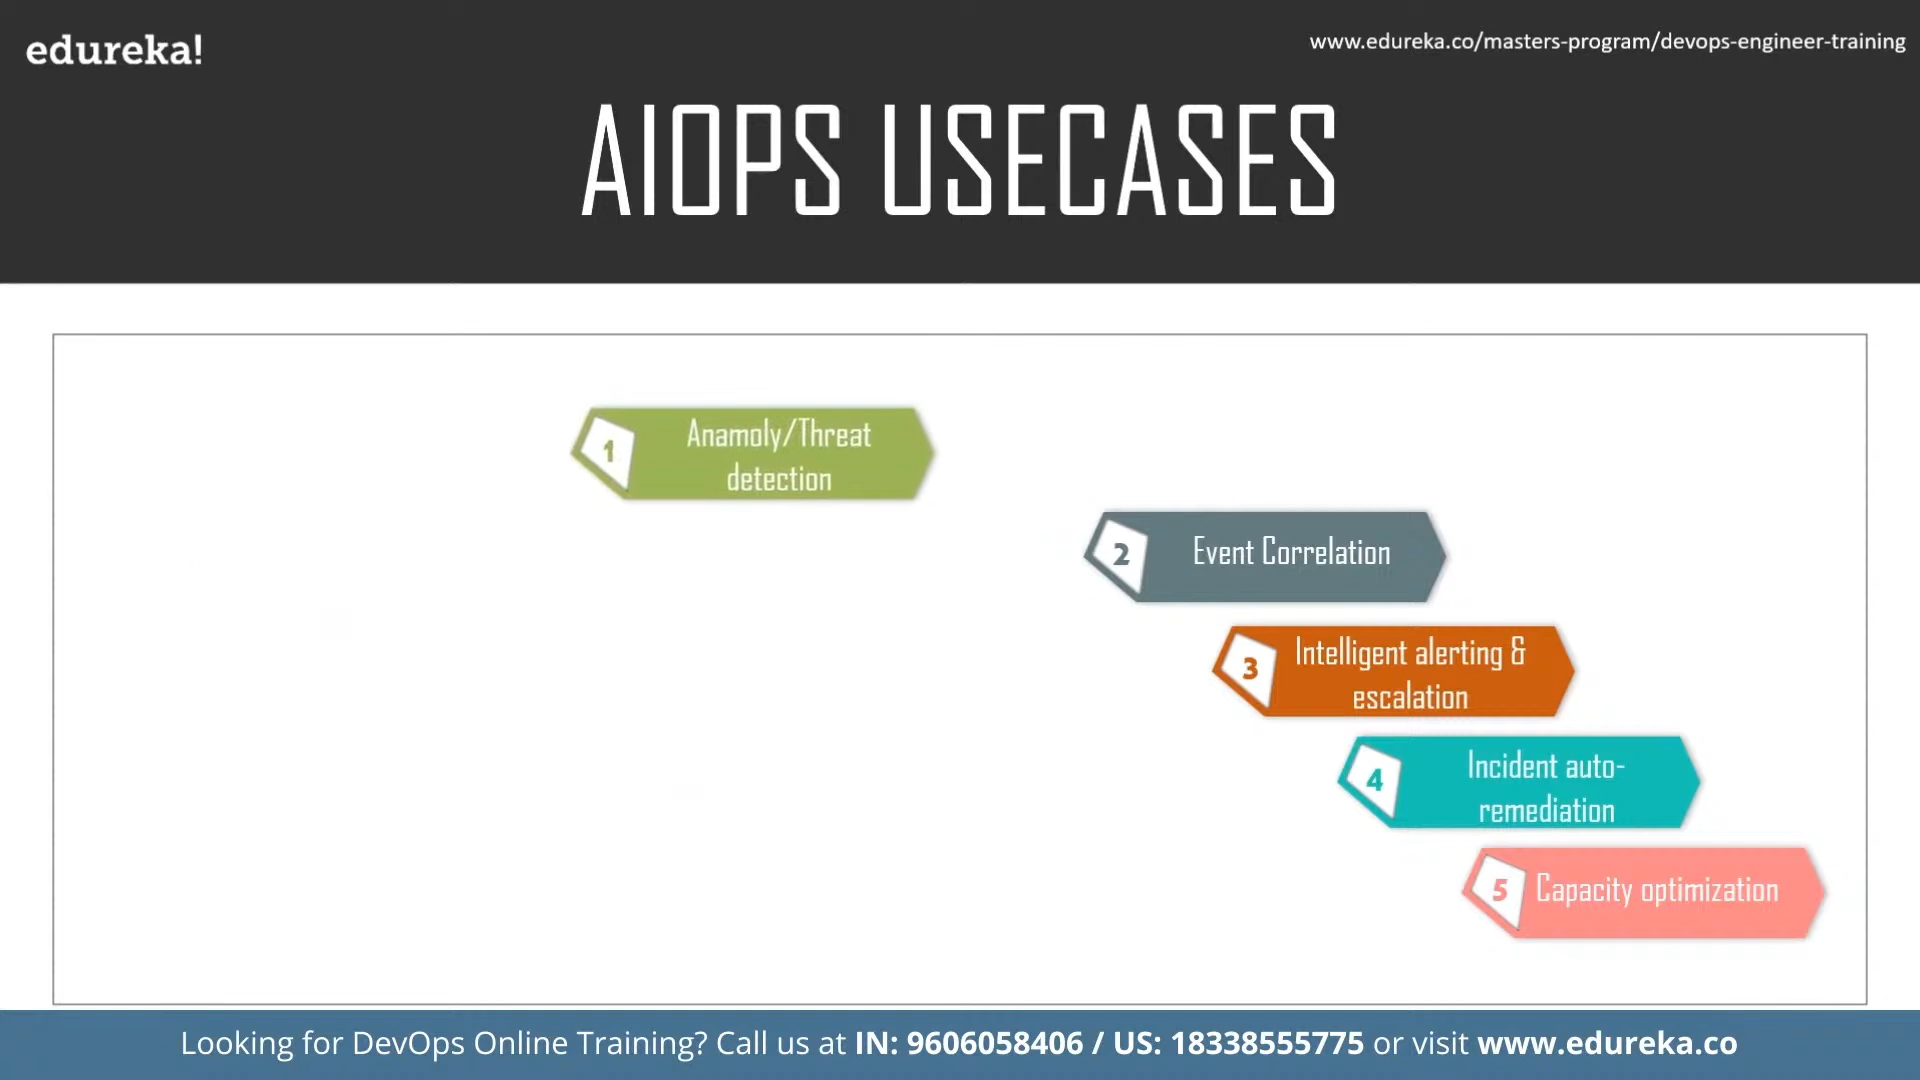 edureka!
www.edureka.co/masters-program/devops-engineer-training
AIOPS USECASES
1
Anamoly/Threat
detection
2
Event Correlation
3
Intelligent alerting &
escalation
4
Incident auto-
remediation
5
Capacity optimization
Looking for DevOps Online Training? Call us at IN: 9606058406 / US: 18338555775 or visit www.edureka.co